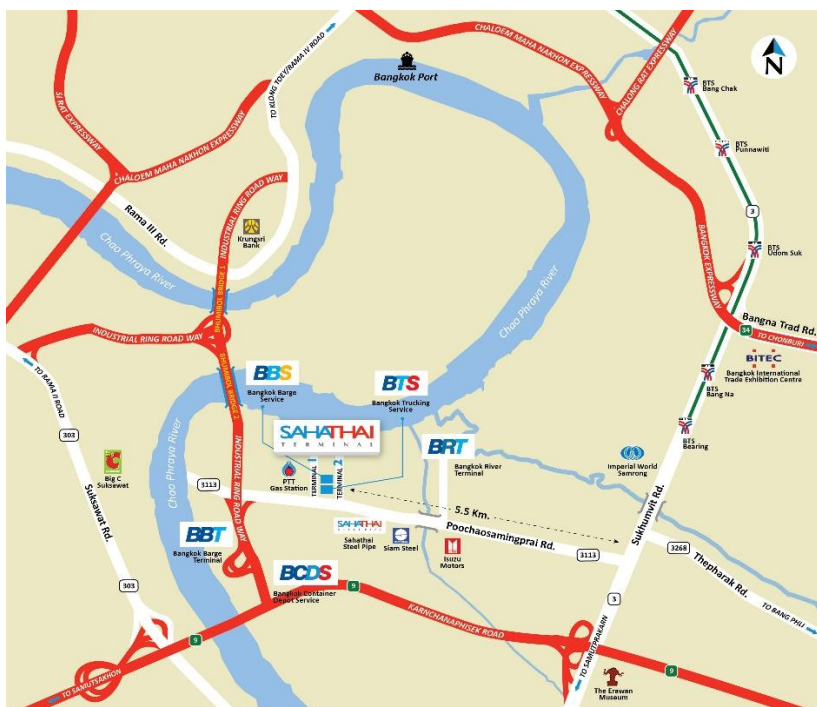 TO KLONG TOEY/RAMA IV ROAD
CHALOEM MAHA NAKHON EXPRESSWAY
CHALONG RAT EXPRESSWAY
N
Bangkok Port
BTS
Bang Chak
SI RAT EXPRESSWAY
CHALOEM MAHA NAKHON EXPRESSWAY
BTS
Punnawiti
Rama III Rd.
INDUSTRIAL RING ROAD WAY
Krungsri
Bank
3
BTS
Udom Suk
BANGKOK EXPRESSWAY
Chao Phraya River
BHUMIBOL BRIDGE 1
Chao Phraya River
Bangna Trad Rd.
34
TO CHONBURI
INDUSTRIAL RING ROAD WAY
BITEC
Bangkok International
Trade Exhibition Centre
TO RAMA II ROAD
BHUMIBOL BRIDGE 2
BBS
Bangkok Barge
Service
BTS
Bangkok Trucking
Service
BTS
Bang Na
BTS
Bearing
303
SAHATHAI
TERMINAL
BRT
Bangkok River
Terminal
Imperial World
Samrong
Big C
Suksawat
Chao Phraya River
3113
PTT
Gas Station
TERMINAL 1
TERMINAL 2
5.5 Km.
Sukhumvit Rd.
Suksawat Rd.
INDUSTRIAL RING ROAD WAY
SAHATHAI
Sahathai
Steel Pipe
Siam Steel
Isuzu
Motors
Poochaosamingprai Rd.
3113
3268
Thepharak Rd.
TO BANG PHLI
BBT
Bangkok Barge
Terminal
BCDS
Bangkok Container
Depot Service
9
303
3
KARNCHANAPHISEK ROAD
9
TO SAMUTSAKHON
TO SAMUTPRAKARN
9
The Erawan
Museum